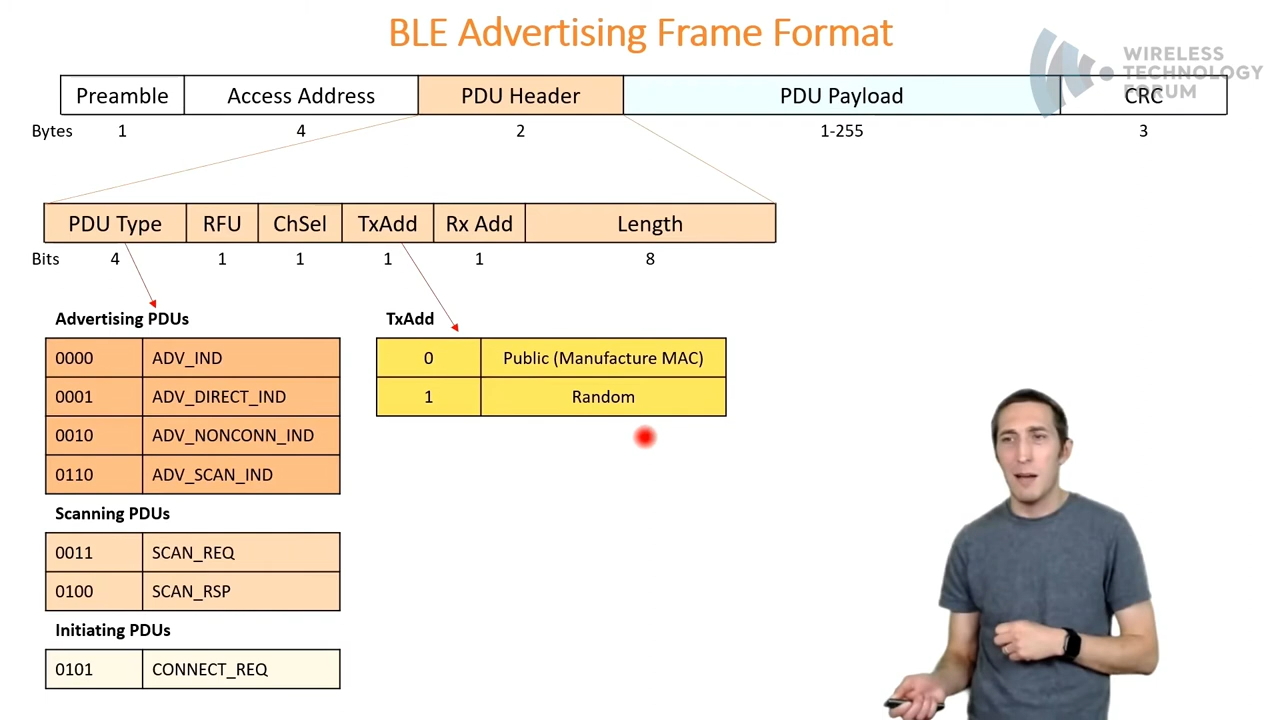 BLE Advertising Frame Format
WIRELESS
TECHNOLOGY
FORUM
Preamble Access Address PDU Header PDU Payload CRC
Bytes 1 4 2 1-255 3
PDU Type RFU ChSel TxAdd Rx Add Length
Bits 4 1 1 1 1 8
Advertising PDUs
0000 ADV_IND
0001 ADV_DIRECT_IND
0010 ADV_NONCONN_IND
0110 ADV_SCAN_IND
Scanning PDUs
0011 SCAN_REQ
0100 SCAN_RSP
Initiating PDUs
0101 CONNECT_REQ
TxAdd
0 Public (Manufacture MAC)
1 Random